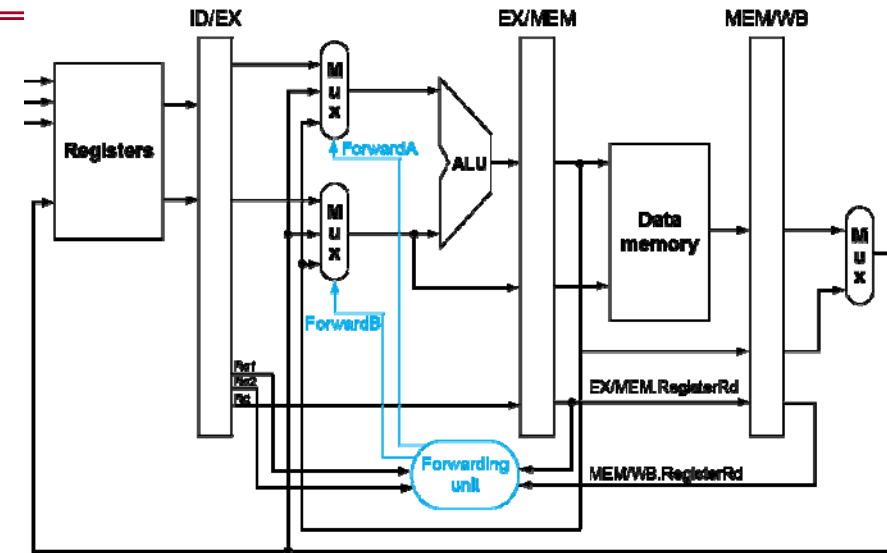 ID/EX
EX/MEM
MEM/WB
M
u
x
Registers
ForwardA
ALU
M
u
x
Data
memory
M
u
x
ForwardB
Rs1
Rs2
Rd
EX/MEM.RegisterRd
Forwarding
unit
MEM/WB.RegisterRd